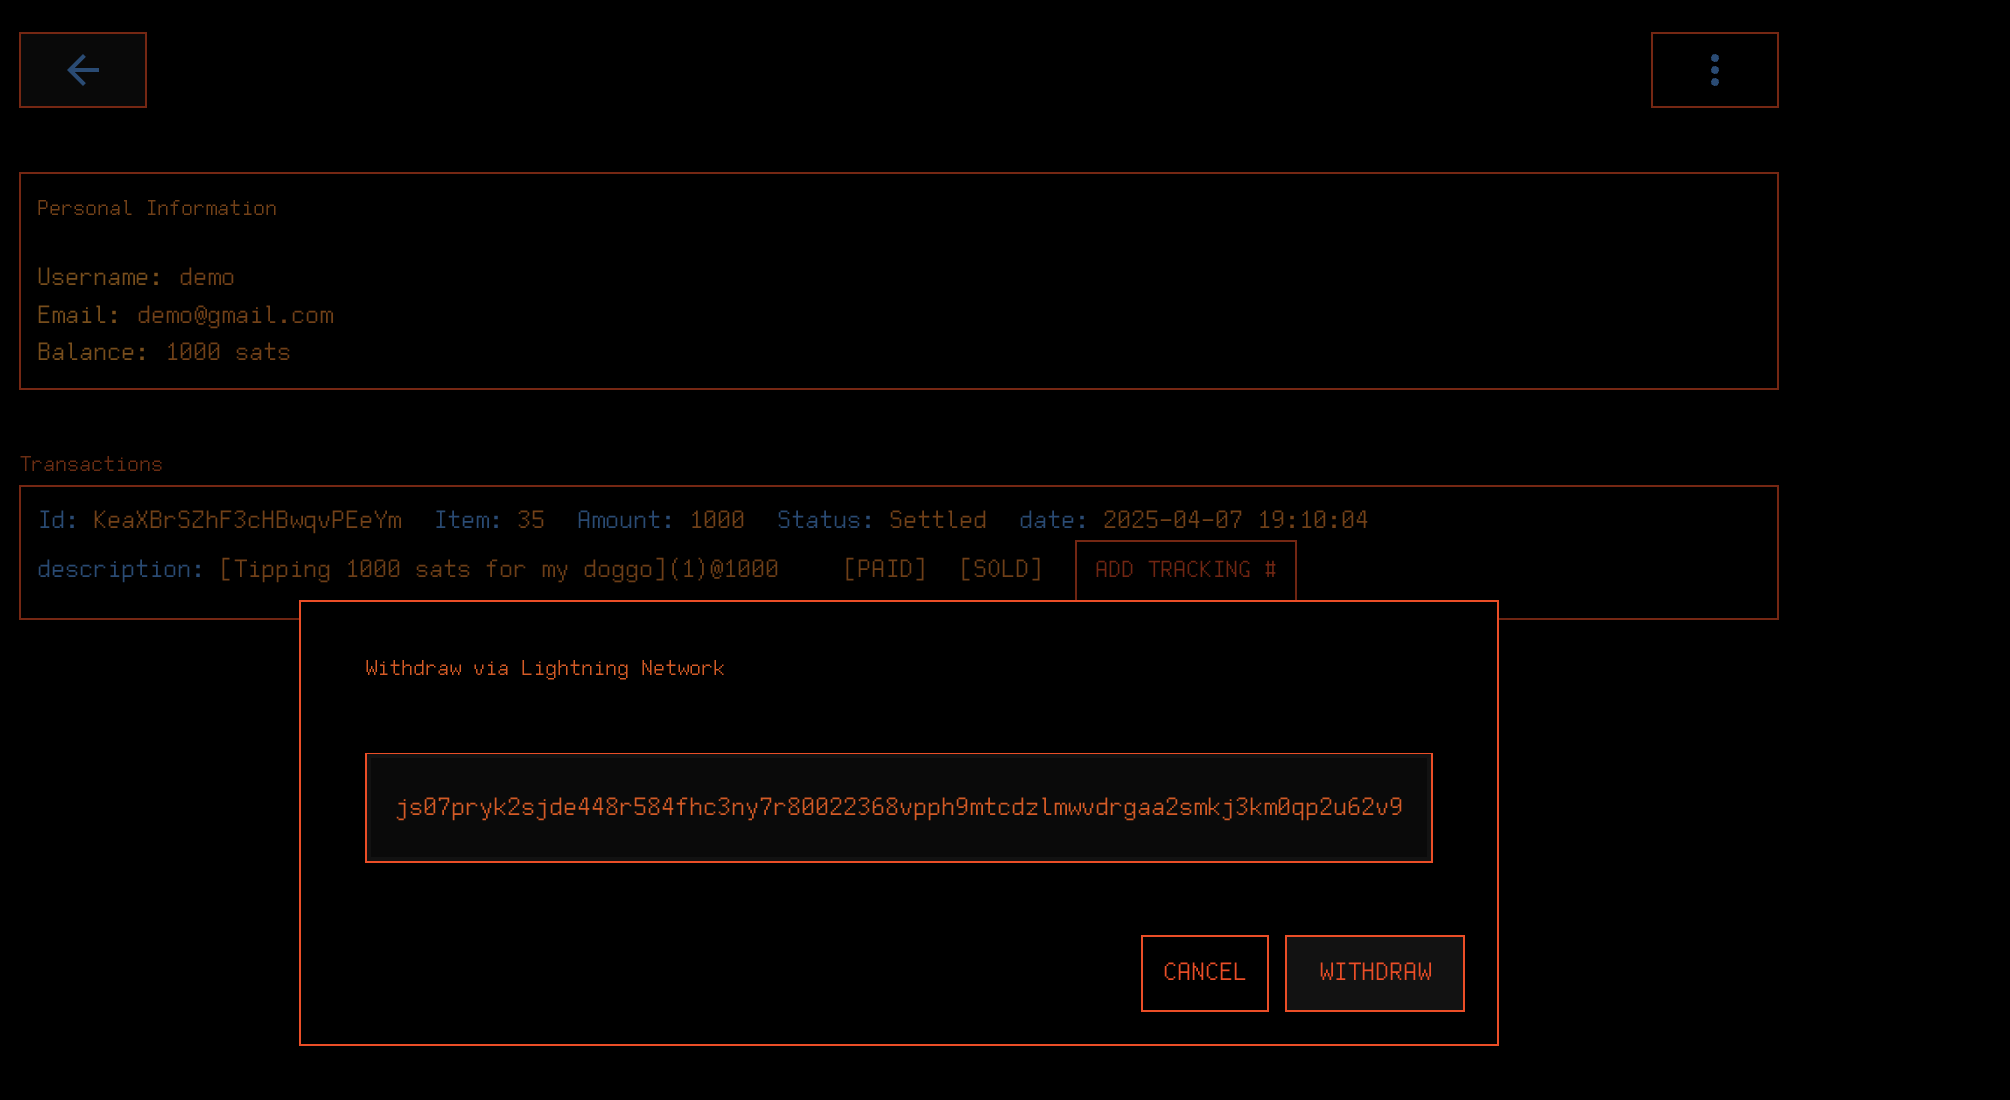 Personal Information
Username: demo
Email: demo@gmail.com
Balance: 1000 sats
Transactions
Id: KeaXBrSZhF3cHBwqvPEeYm Item: 35 Amount: 1000 Status: Settled date: 2025-04-07 19:10:04
description: [Tipping 1000 sats for my doggo](1)@1000 [PAID] [SOLD] ADD TRACKING #
Withdraw via Lightning Network
js07pryk2sjde448r584fhc3ny7r80022368vpph9mtcdzlmwvdrgaa2smkj3km0qp2u62v9
CANCEL WITHDRAW